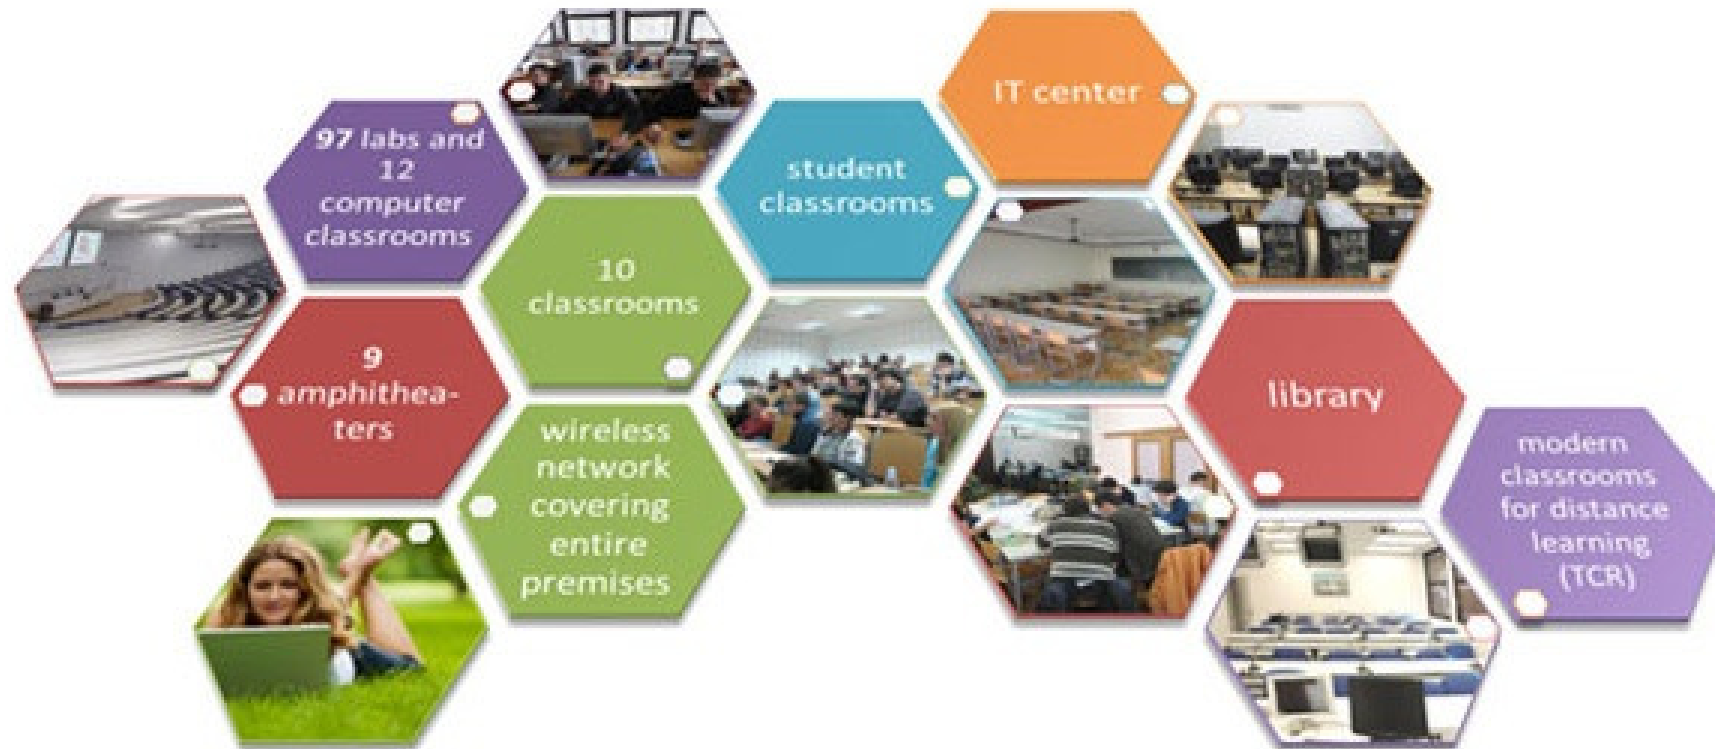 97 labs and
12
computer
classrooms
9
amphithea-
ters
10
classrooms
wireless
network
covering
entire
premises
student
classrooms
IT center
library
modern
classrooms
for distance
learning
(TCR)